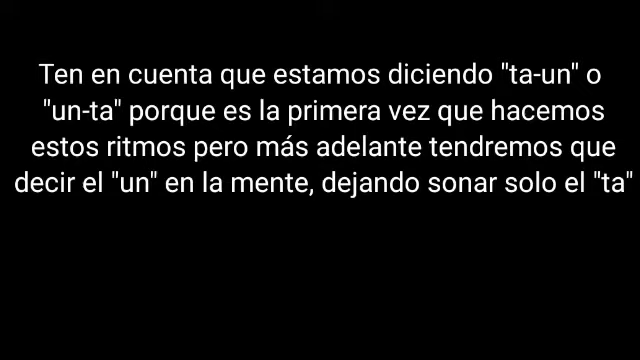 Ten en cuenta que estamos diciendo "ta-un" o
"un-ta" porque es la primera vez que hacemos
estos ritmos pero más adelante tendremos que
decir el "un" en la mente, dejando sonar solo el "ta"